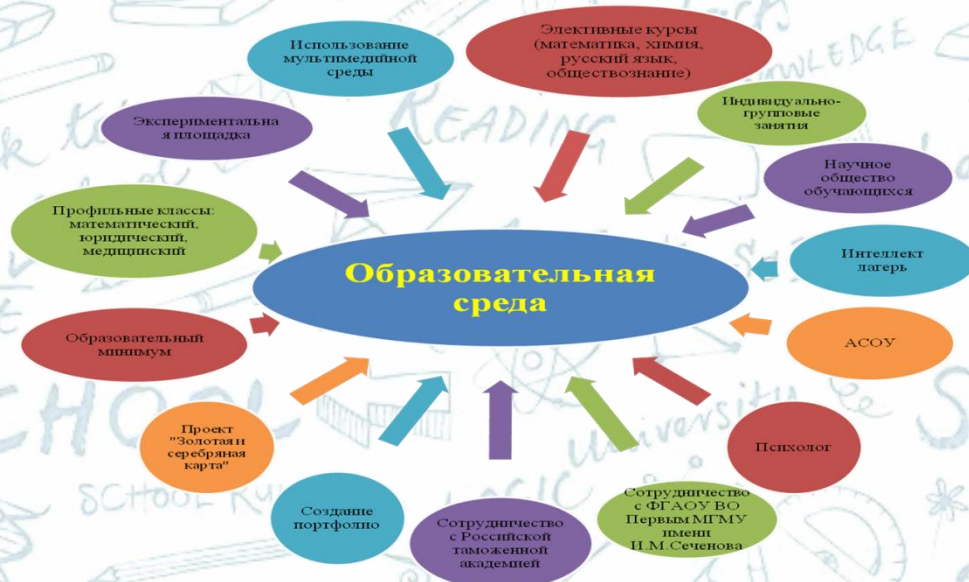 Использование
мультимедийной
среды
Элективные курсы
(математика, химия,
русский язык,
обществознание)
KNOWLEDGE
Экспериментальна
я площадка
READING
Индивидуально-
групповые
занятия
Научное
общество
обучающихся
Профильные классы:
математический,
юридический,
медицинский
Образовательная
среда
Интеллект
лагерь
Образовательный
минимум
АСОУ
Проект
"Золотая и
серебряная
карта"
University
Психолог
SCHOOL
LOGIC
Создание
портфолио
Сотрудничество
с Российской
таможенной
академией
Сотрудничество
с ФГАОУ ВО
Первым МГМУ
имени
И.М.Сеченова